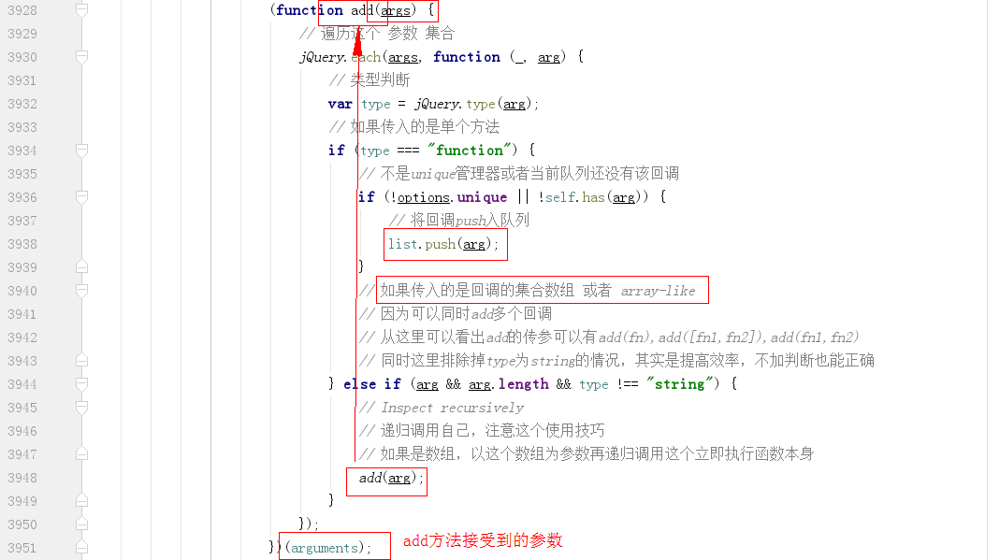 3928 (function add(args) {
3929 // 遍历这个 参数 集合
3930 jQuery.each(args, function (_, arg) {
3931 // 类型判断
3932 var type = jQuery.type(arg);
3933 // 如果传入的是单个方法
3934 if (type === "function") {
3935 // 不是unique管理器或者当前队列还没有该回调
3936 if (!options.unique || !self.has(arg)) {
3937 // 将回调push入队列
3938 list.push(arg);
3939 }
3940 // 如果传入的是回调的集合数组 或者 array-like
3941 // 因为可以同时add多个回调
3942 // 从这里可以看出add的传参可以有add(fn),add([fn1,fn2]),add(fn1,fn2)
3943 // 同时这里排除掉type为string的情况，其实是提高效率，不加判断也能正确
3944 } else if (arg && arg.length && type !== "string") {
3945 // Inspect recursively
3946 // 递归调用自己，注意这个使用技巧
3947 // 如果是数组，以这个数组为参数再递归调用这个立即执行函数本身
3948 add(arg);
3949 }
3950 });
3951 })(arguments); add方法接受到的参数